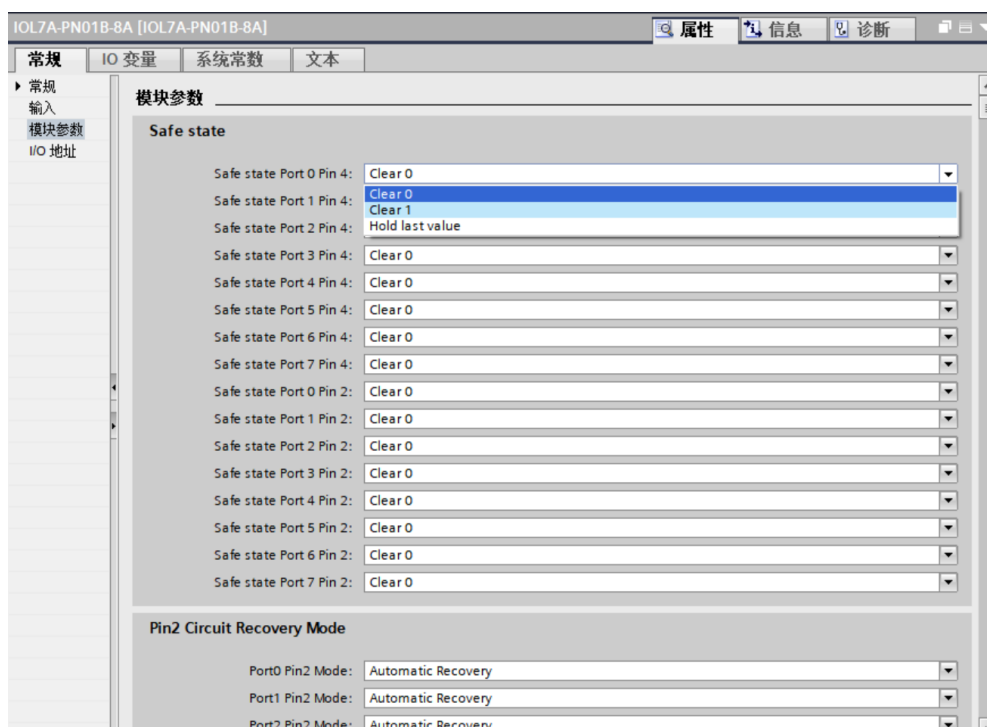 IOL7A-PN01B-8A [IOL7A-PN01B-8A]
属性 信息 诊断
常规 IO 变量 系统常数 文本
常规
输入
模块参数
I/O 地址
模块参数
Safe state
Safe state Port 0 Pin 4: Clear 0
Clear 0
Safe state Port 1 Pin 4:
Clear 1
Safe state Port 2 Pin 4: Hold last value
Safe state Port 3 Pin 4: Clear 0
Safe state Port 4 Pin 4: Clear 0
Safe state Port 5 Pin 4: Clear 0
Safe state Port 6 Pin 4: Clear 0
Safe state Port 7 Pin 4: Clear 0
Safe state Port 0 Pin 2: Clear 0
Safe state Port 1 Pin 2: Clear 0
Safe state Port 2 Pin 2: Clear 0
Safe state Port 3 Pin 2: Clear 0
Safe state Port 4 Pin 2: Clear 0
Safe state Port 5 Pin 2: Clear 0
Safe state Port 6 Pin 2: Clear 0
Safe state Port 7 Pin 2: Clear 0
Pin2 Circuit Recovery Mode
Port0 Pin2 Mode: Automatic Recovery
Port1 Pin2 Mode: Automatic Recovery
Port2 Pin2 Mode: Automatic Recovery